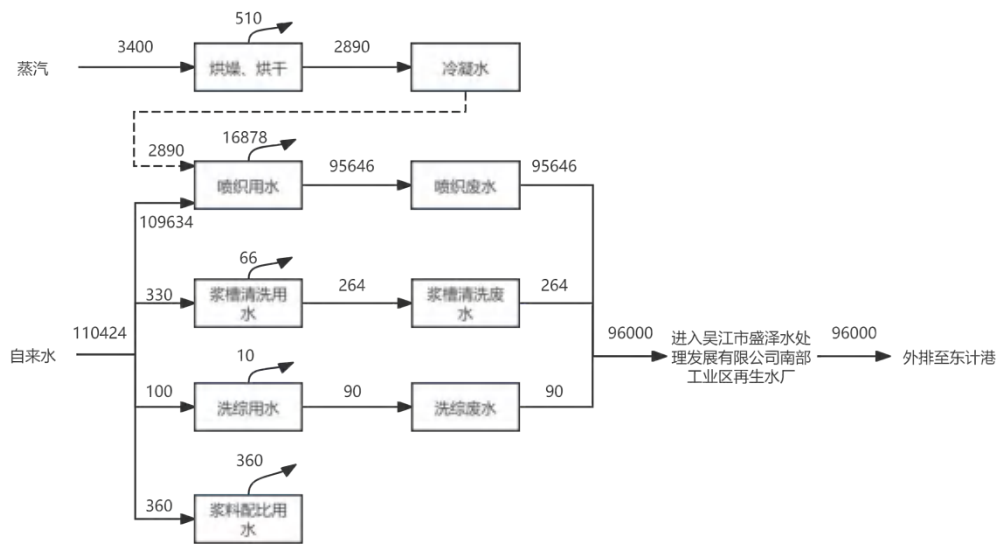 510
3400
2890
蒸汽
烘燥、烘干
冷凝水
16878
2890
95646
95646
喷织用水
喷织废水
109634
66
330
264
264
浆槽清洗用
水
浆槽清洗废
水
110424
自来水
96000
进入吴江市盛泽水处
理发展有限公司南部
工业区再生水厂
96000
外排至东计港
10
100
90
90
洗综用水
洗综废水
360
360
浆料配比用
水